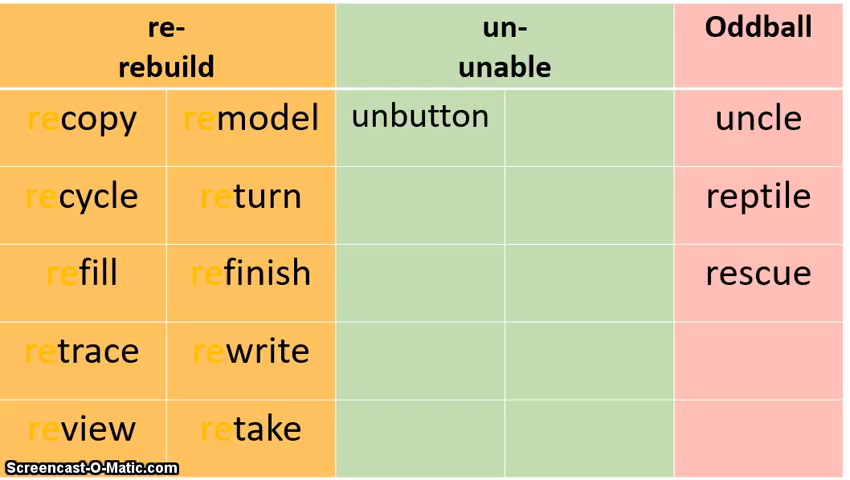 re- un- Oddball
rebuild unable
recopy remodel unbutton uncle
recycle return reptile
refill refinish rescue
retrace rewrite
review retake
Screencast-O-Matic.com